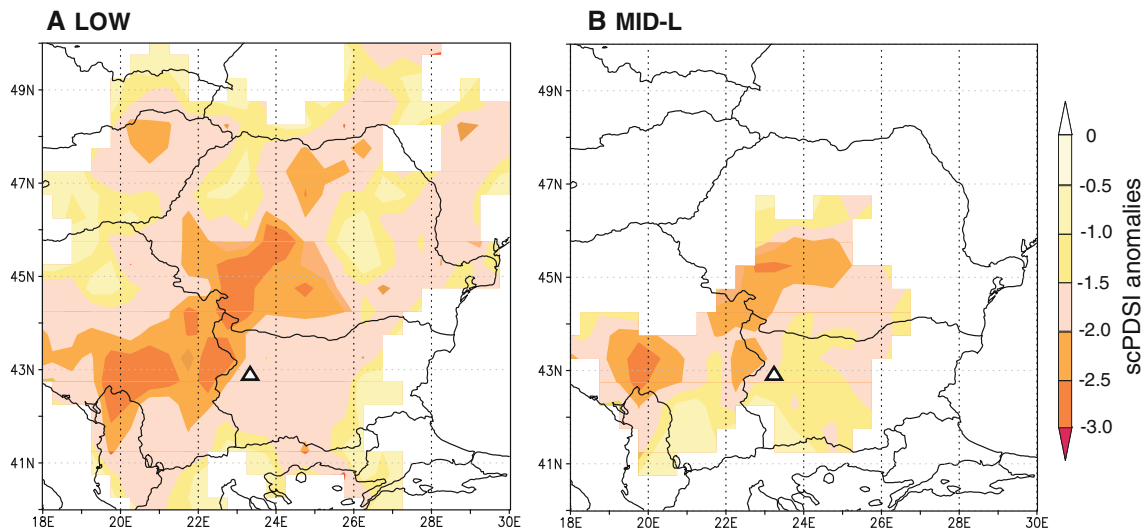 A LOW
B MID-L
49N
47N
45N
43N
41N
18E 20E 22E 24E 26E 28E 30E
49N
47N
45N
43N
41N
18E 20E 22E 24E 26E 28E 30E
0
-0.5
-1.0
-1.5
-2.0
-2.5
-3.0
scPDSI anomalies